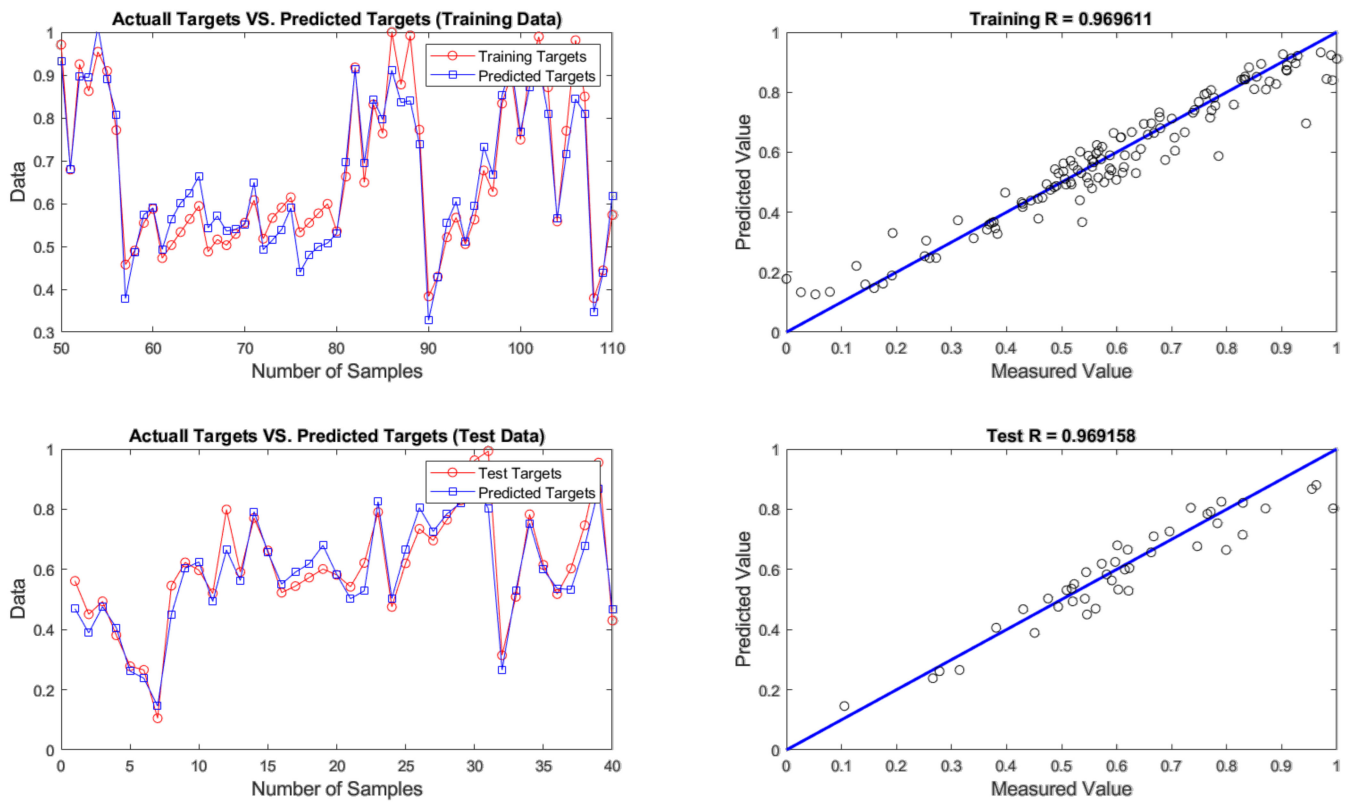 Actuall Targets VS. Predicted Targets (Training Data)
1
0.9
0.8
0.7
0.6
0.5
0.4
0.3
Data
Training Targets
Predicted Targets
50 60 70 80 90 100 110
Number of Samples
Training R = 0.969611
1
0.8
0.6
0.4
0.2
0
Predicted Value
0 0.1 0.2 0.3 0.4 0.5 0.6 0.7 0.8 0.9 1
Measured Value
Actuall Targets VS. Predicted Targets (Test Data)
1
0.8
0.6
0.4
0.2
0
Data
Test Targets
Predicted Targets
0 5 10 15 20 25 30 35 40
Number of Samples
Test R = 0.969158
1
0.8
0.6
0.4
0.2
0
Predicted Value
0 0.1 0.2 0.3 0.4 0.5 0.6 0.7 0.8 0.9 1
Measured Value